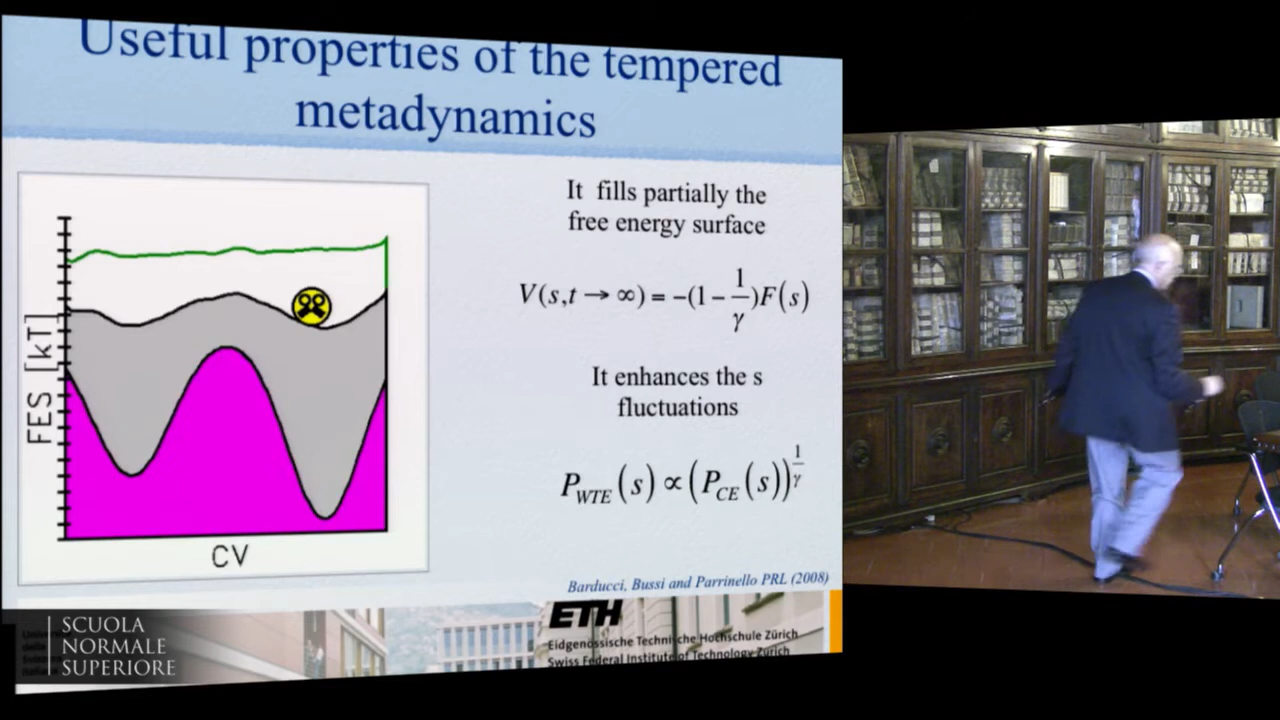 Useful properties of the tempered
metadynamics
It fills partially the
free energy surface
V(s,t → ∞) = -(1 - 1/γ)F(s)
It enhances the s
fluctuations
P_WTE (s) ∝ (P_CE (s))^1/γ
FES [kT]
CV
Barducci, Bussi and Parrinello PRL (2008)
ETH
Eidgenössische Technische Hochschule Zürich
Swiss Federal Institute of Technology Zurich
SCUOLA
NORMALE
SUPERIORE